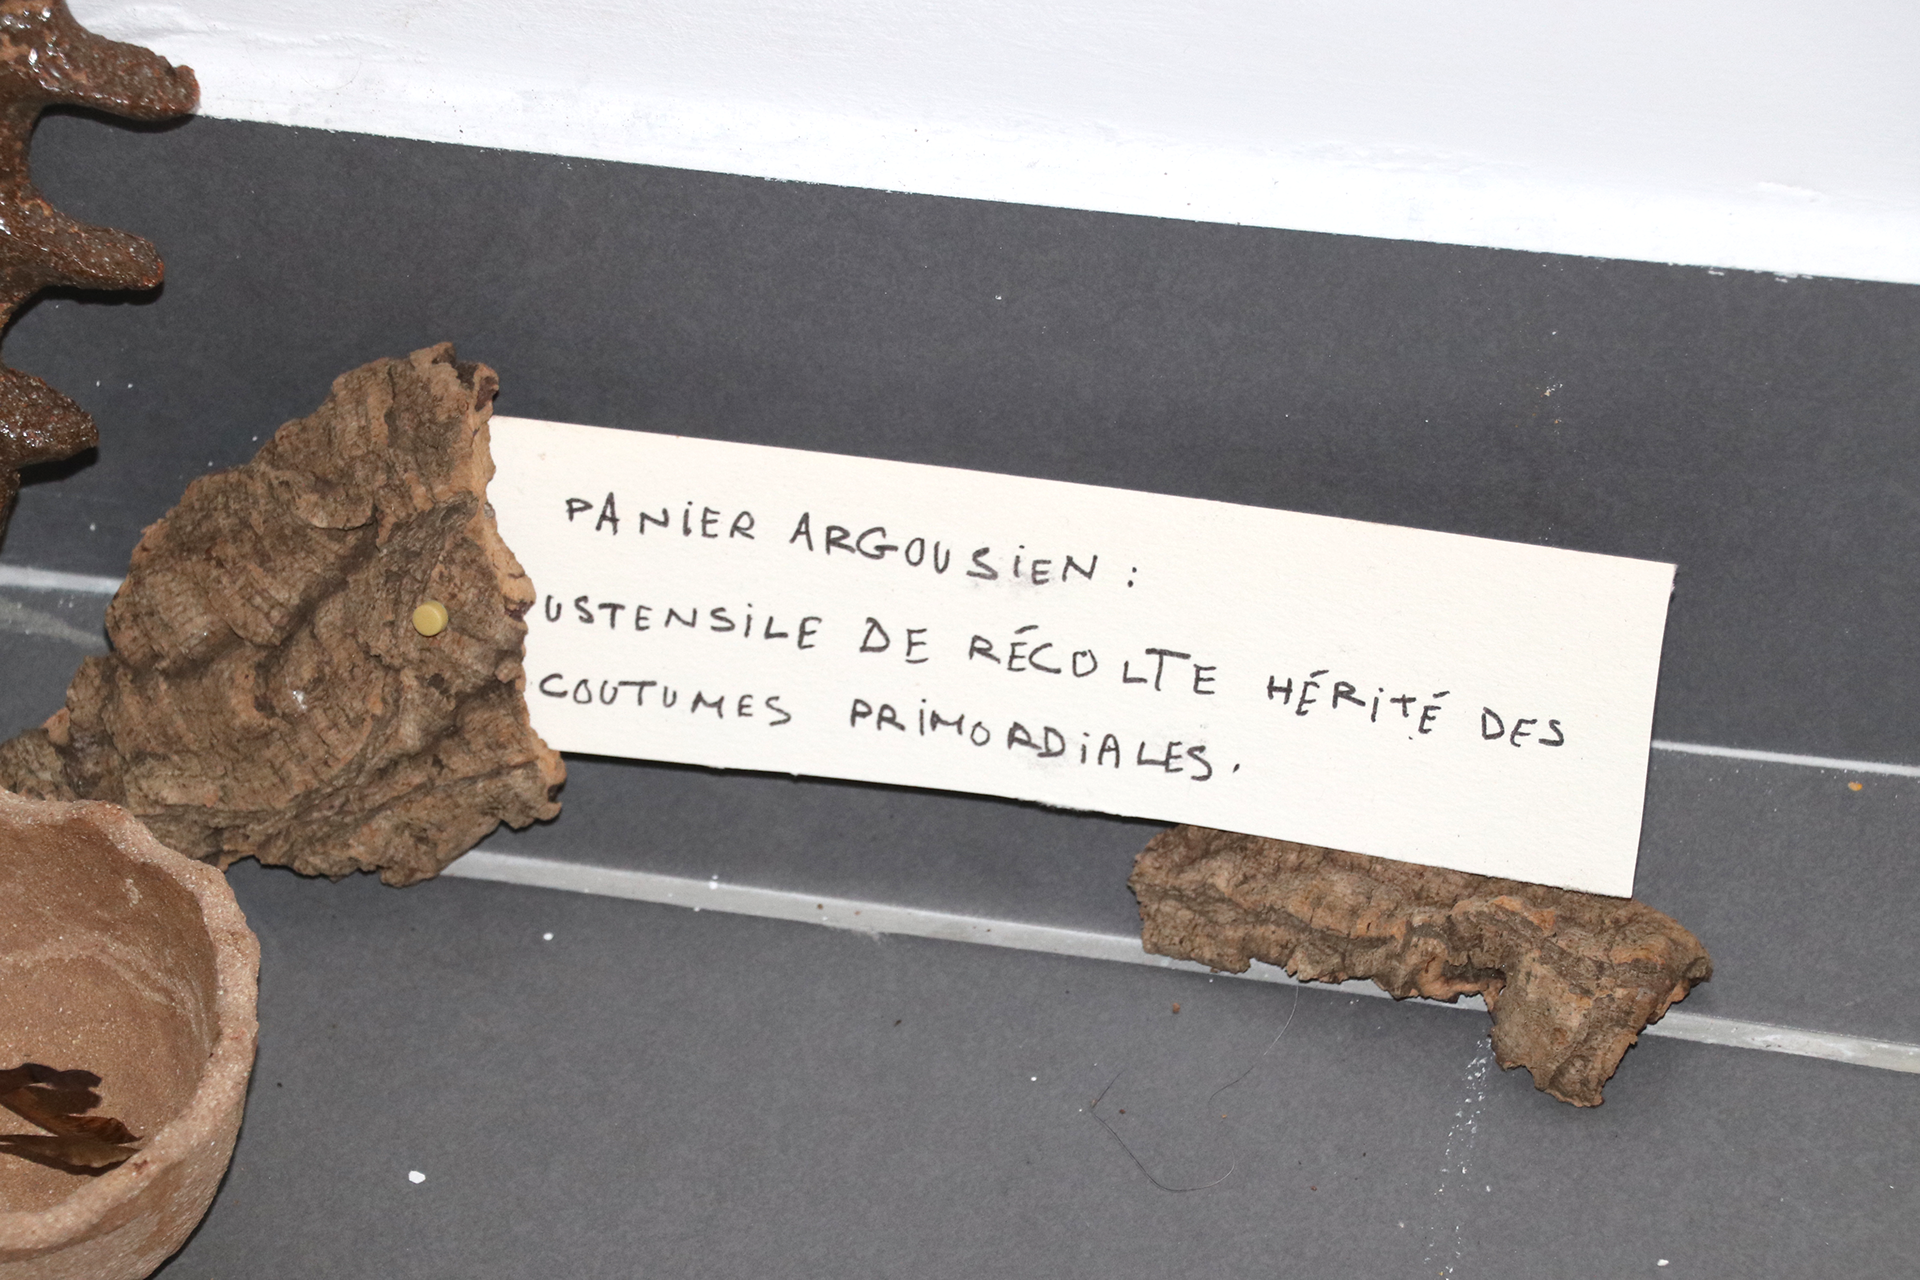 PANiER ARGOUSiEN :
USTENSiLE DE RÉCOLTE HÉRiTÉ DES
COUTUMES PRiMORDiALES.